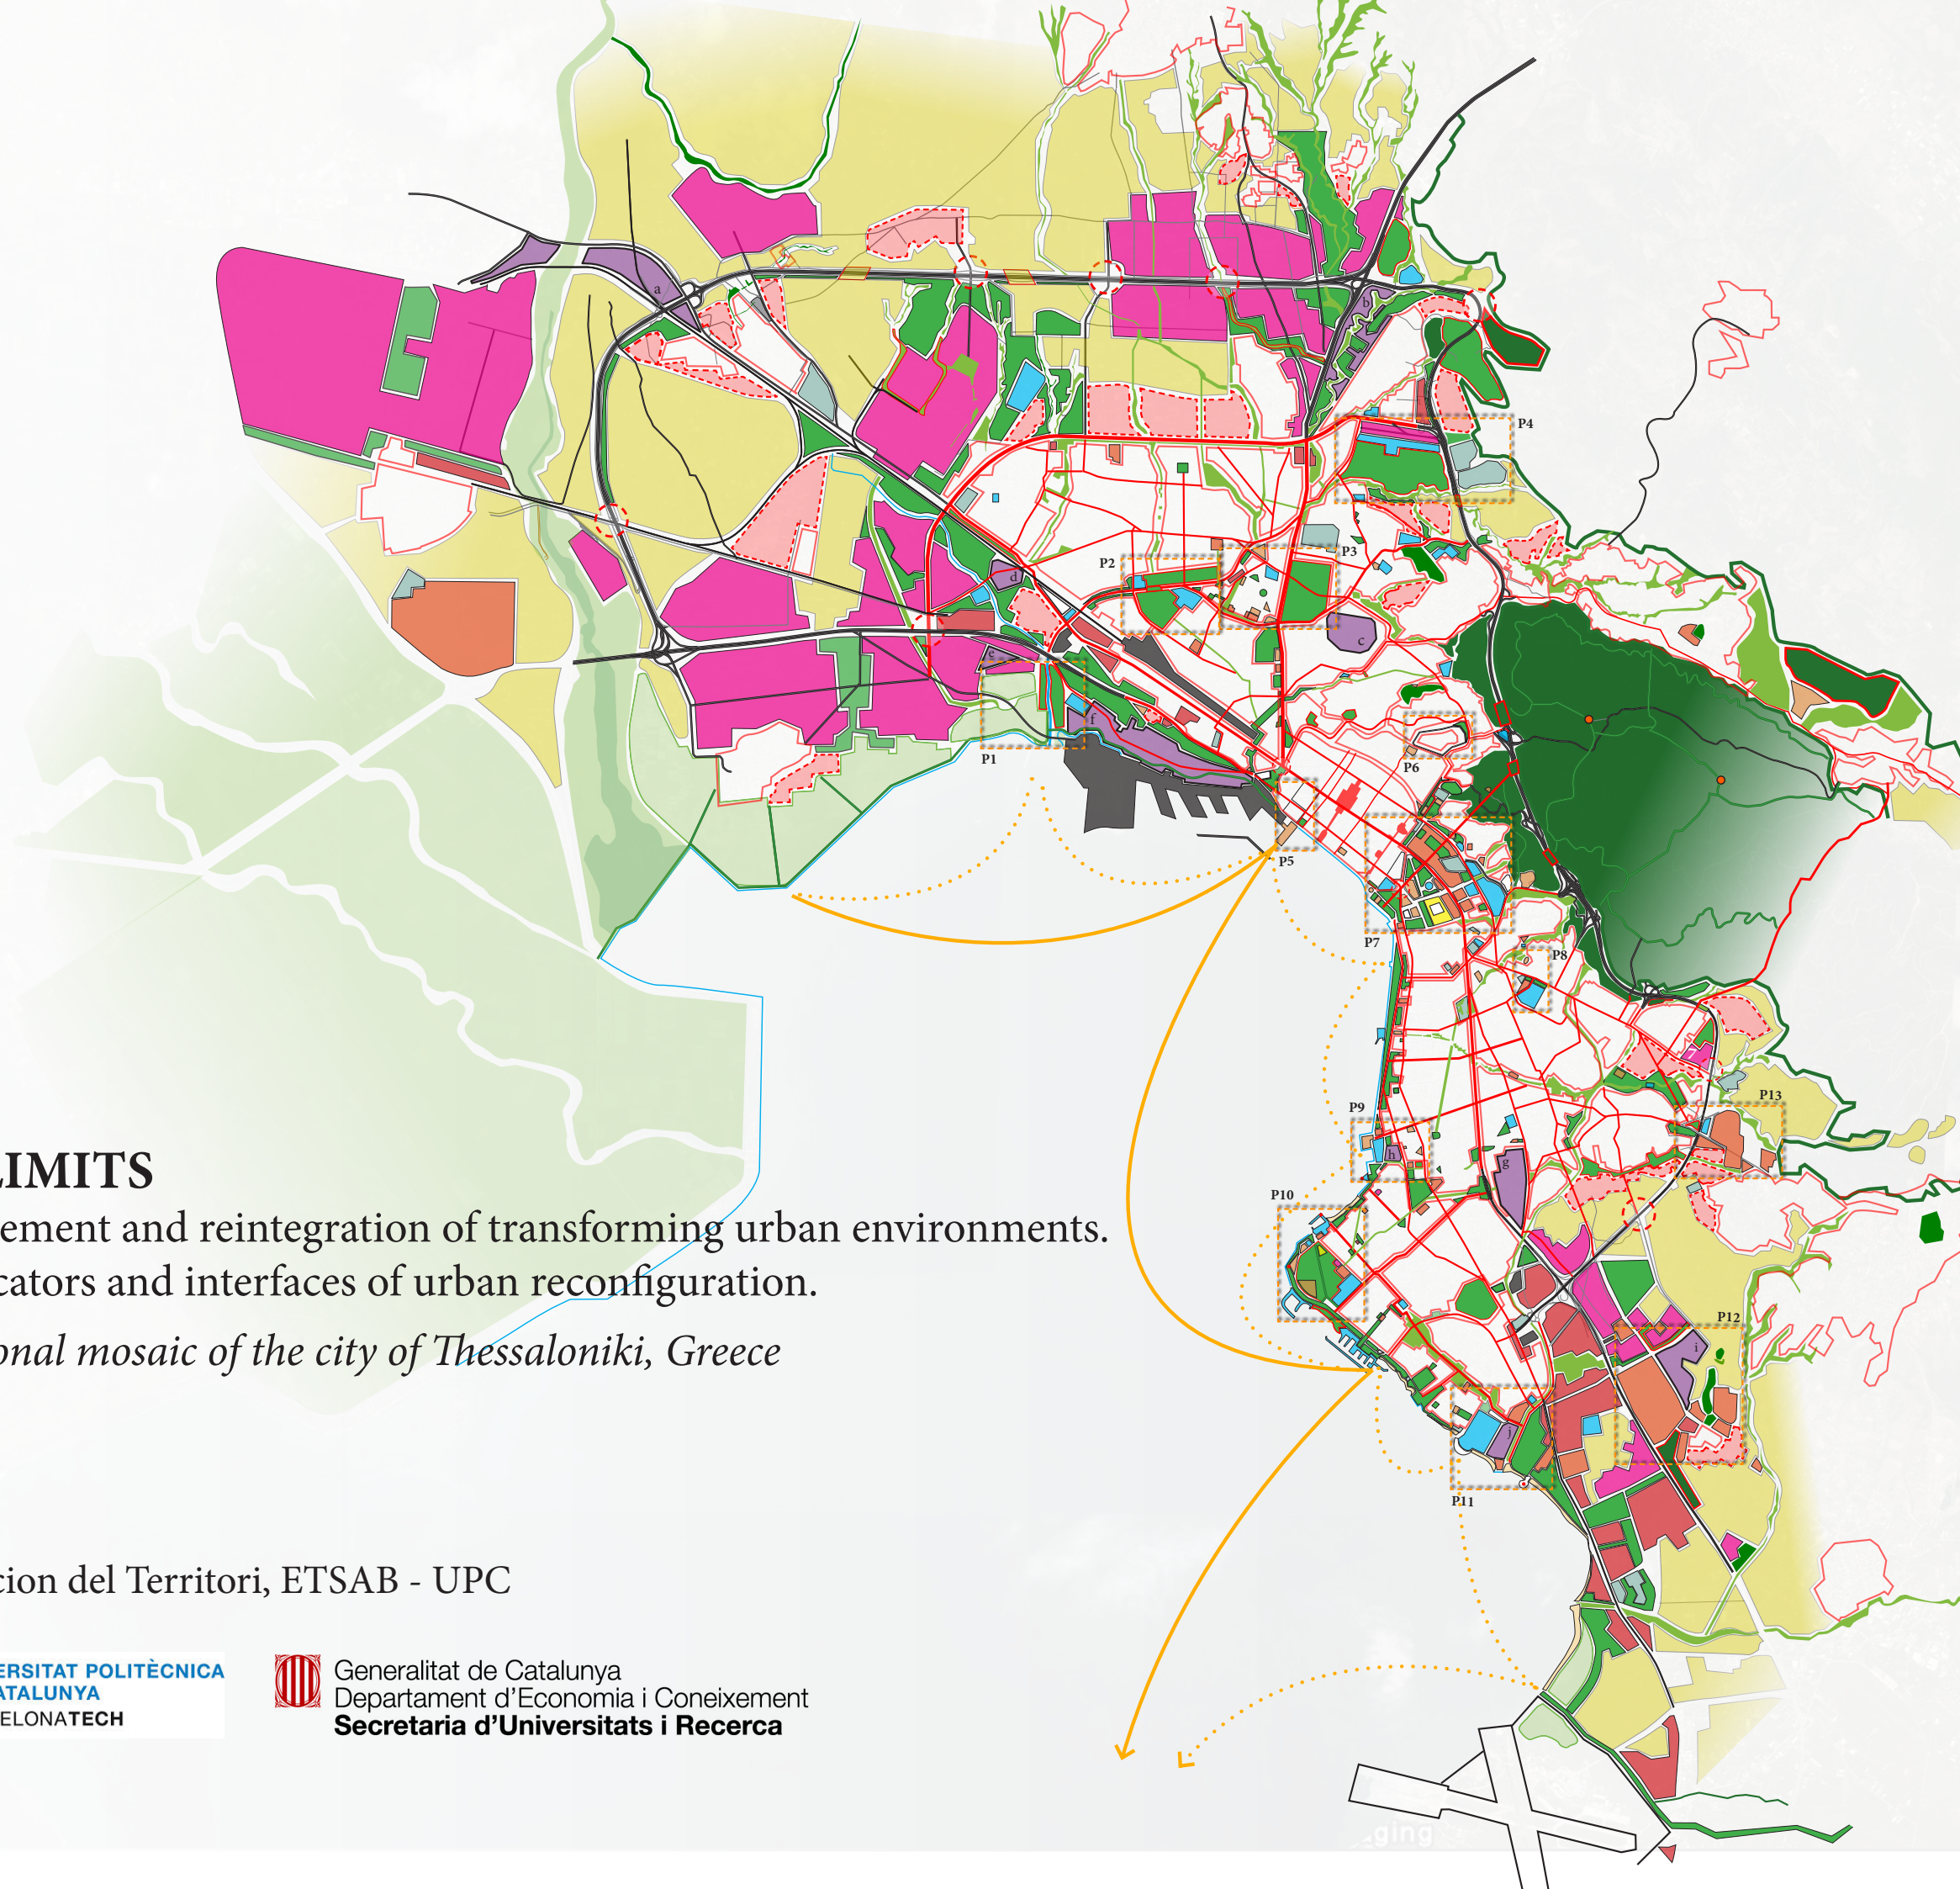 a
b
P4
P3
P2
d
c
e
f
P1
P6
P5
P7
P8
P13
P9
h
g
P10
P12
i
j
P11
LIMITS
ement and reintegration of transforming urban environments.
cators and interfaces of urban reconfiguration.
onal mosaic of the city of Thessaloniki, Greece
cion del Territori, ETSAB - UPC
ERSITAT POLITÈCNICA
ATALUNYA
ELONATECH
Generalitat de Catalunya
Departament d'Economia i Coneixement
Secretaria d'Universitats i Recerca
ging